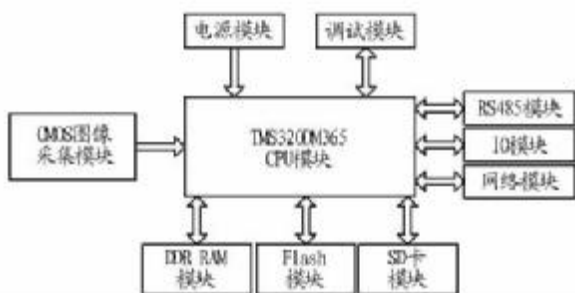 电源模块
调试模块
CMOS图像
采集模块
TMS320DM365
CPU模块
RS485模块
IO模块
网络模块
DDR RAM
模块
Flash
模块
SD卡
模块